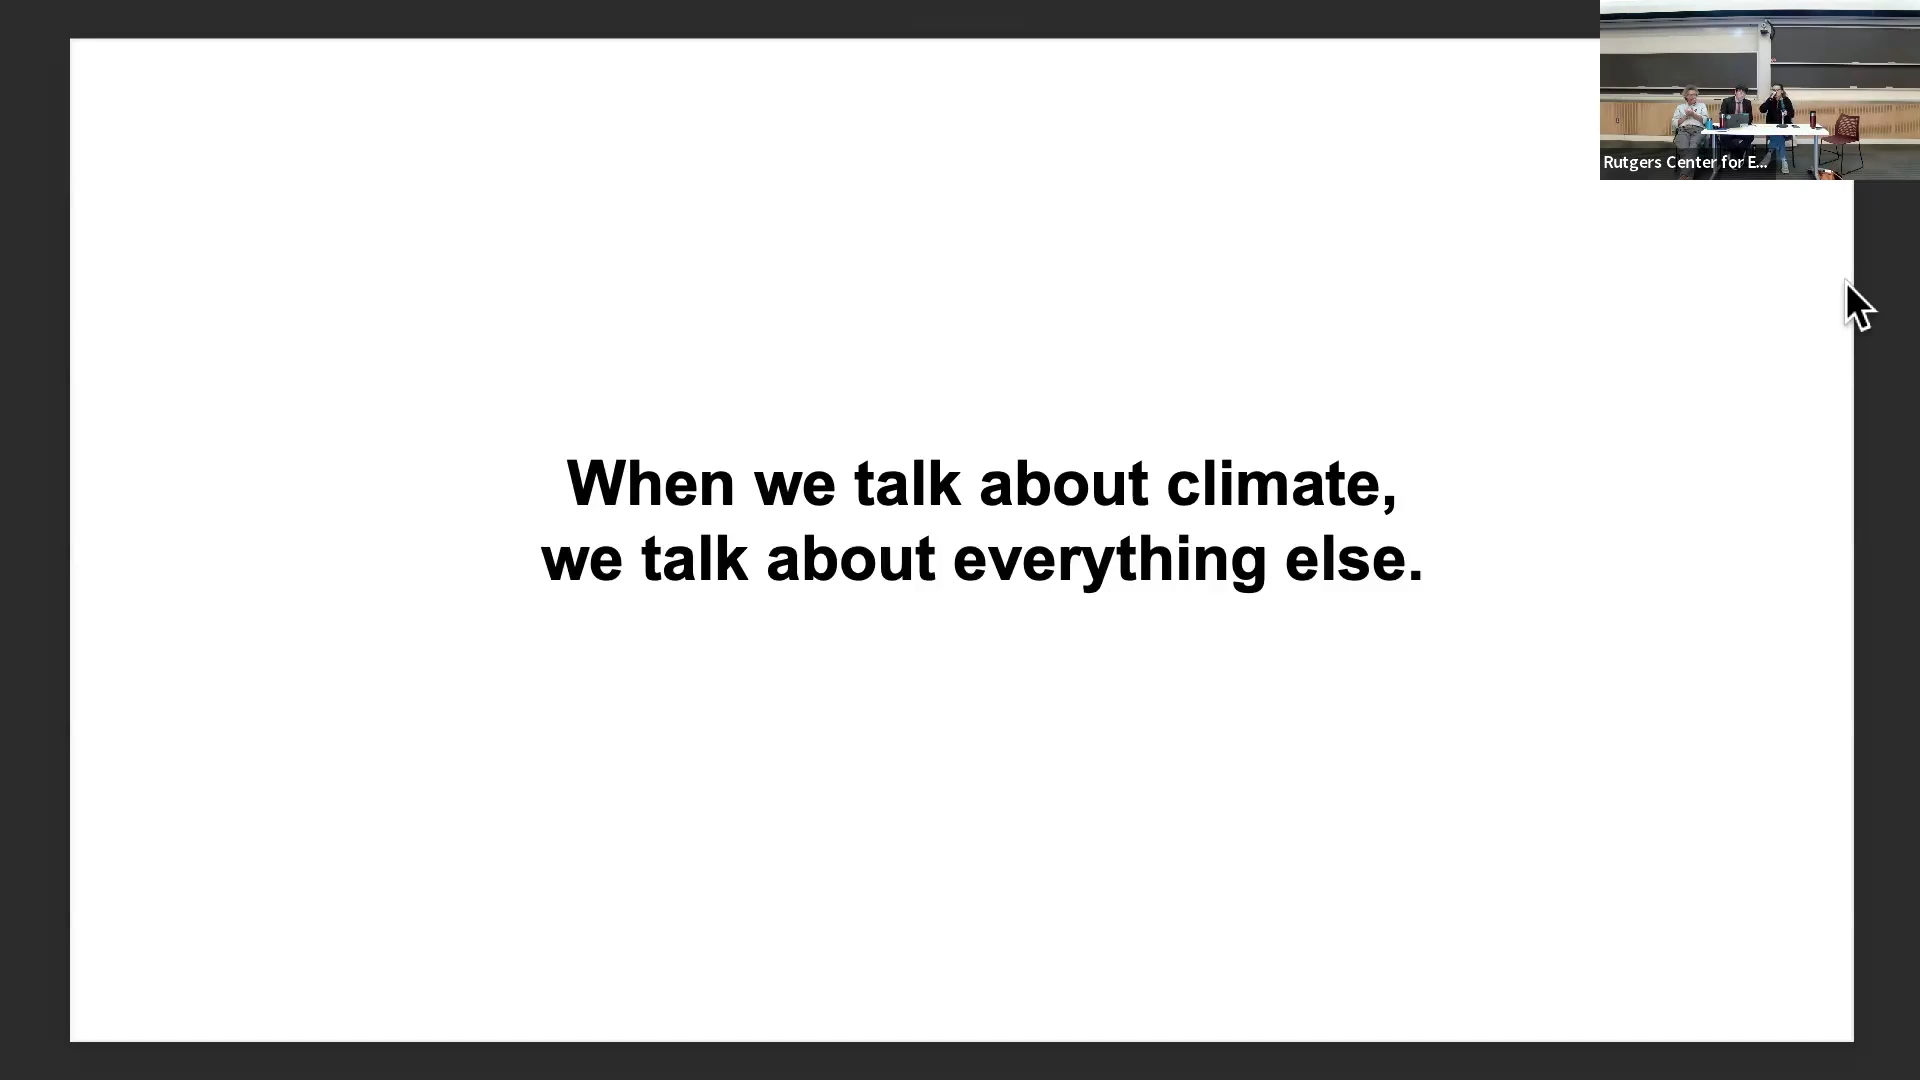 When we talk about climate,
we talk about everything else.
Rutgers Center for E...